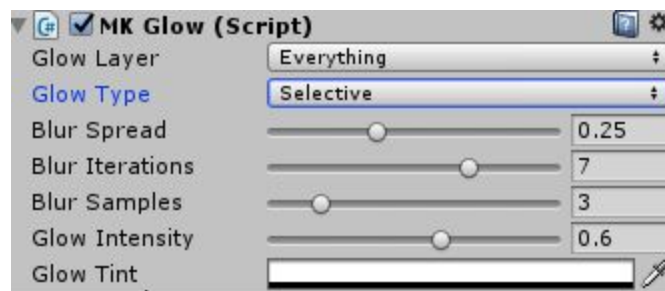 MK Glow (Script)
Glow Layer Everything
Glow Type Selective
Blur Spread 0.25
Blur Iterations 7
Blur Samples 3
Glow Intensity 0.6
Glow Tint